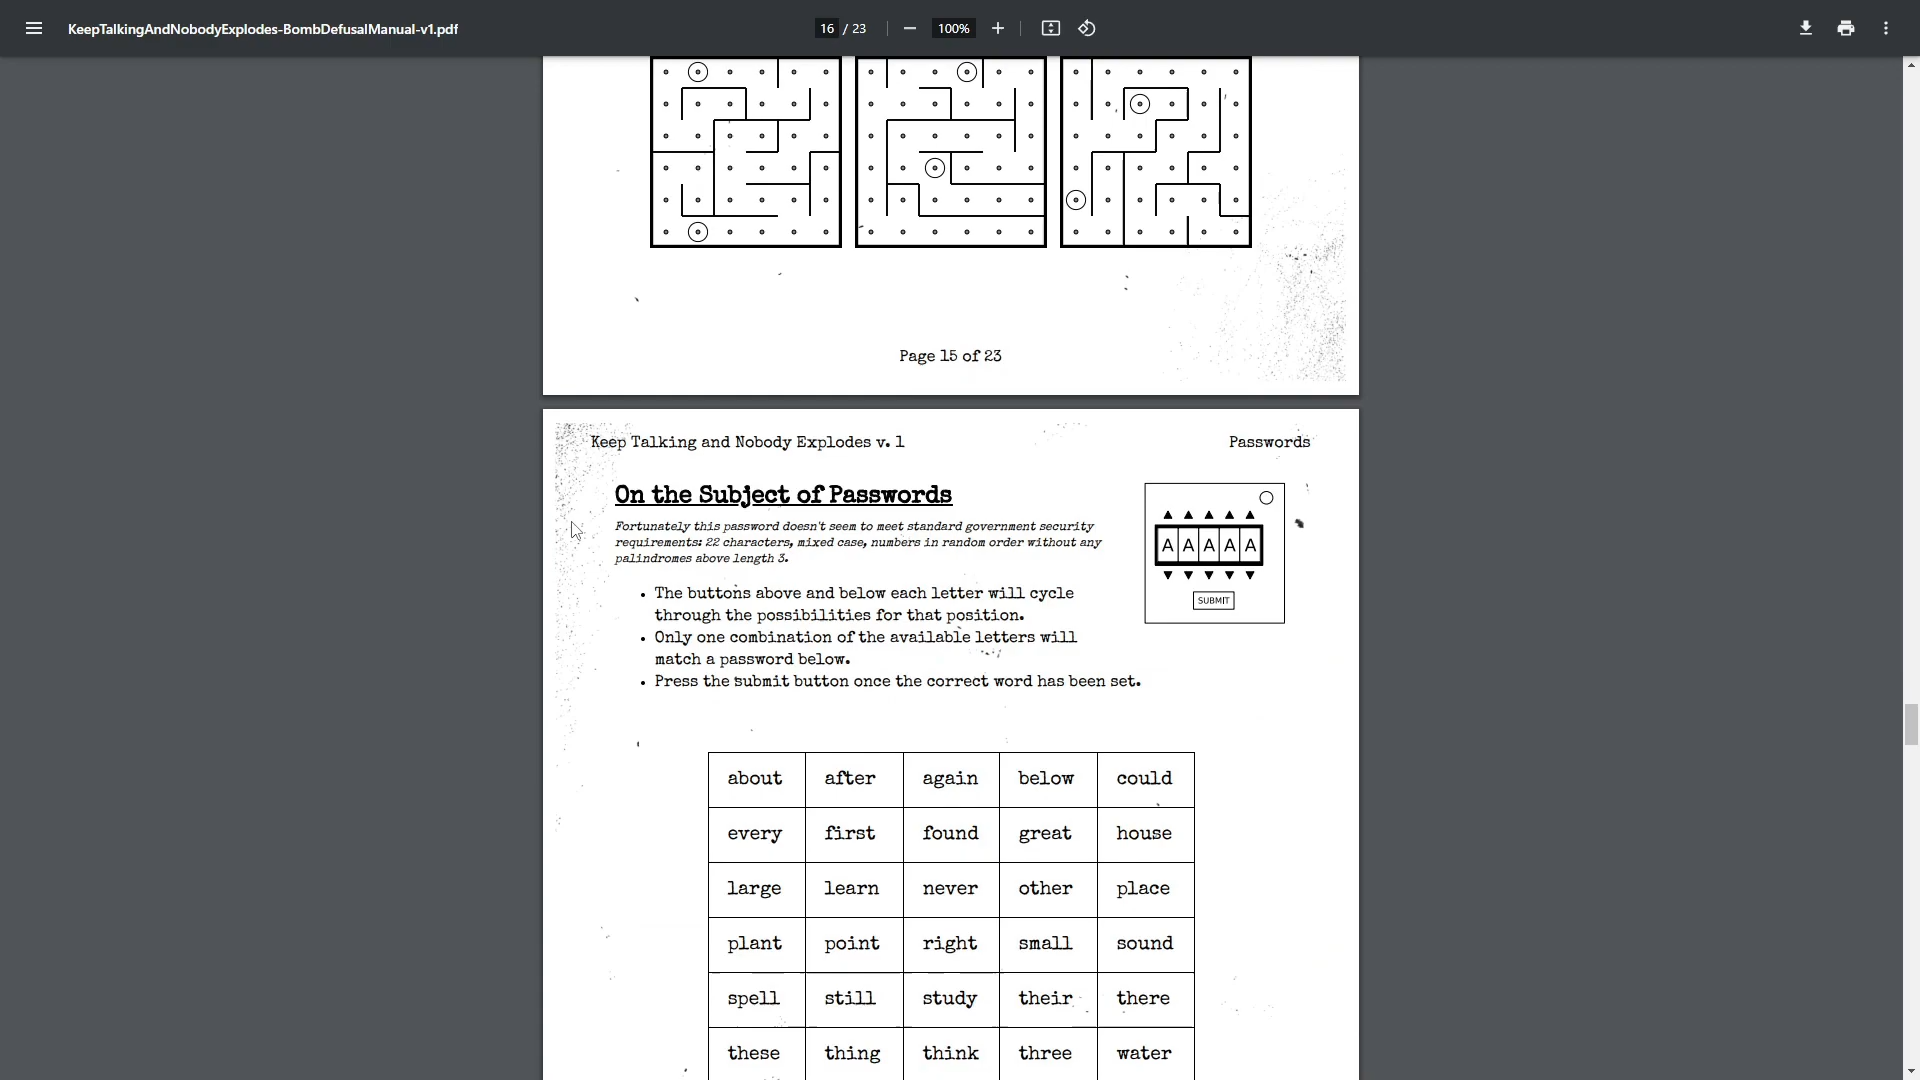 KeepTalkingAndNobodyExplodes-BombDefusalManual-v1.pdf
16 / 23
100%
Page 15 of 23
Keep Talking and Nobody Explodes v. 1
Passwords
On the Subject of Passwords
Fortunately this password doesn't seem to meet standard government security
requirements: 22 characters, mixed case, numbers in random order without any
palindromes above length 3.
A A A A A
SUBMIT
• The buttons above and below each letter will cycle
through the possibilities for that position.
• Only one combination of the available letters will
match a password below.
• Press the submit button once the correct word has been set.
about after again below could
every first found great house
large learn never other place
plant point right small sound
spell still study their there
these thing think three water